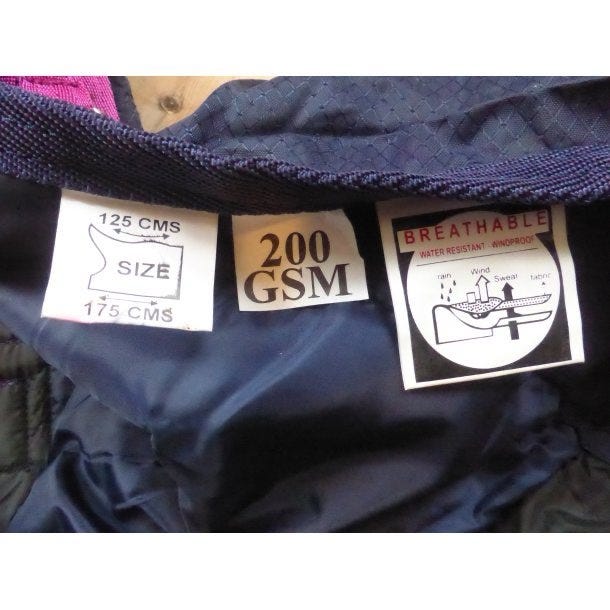 125 CMS
SIZE
175 CMS
200
GSM
BREATHABLE
WATER RESISTANT - WINDPROOF
rain
Wind
Sweat
fabric